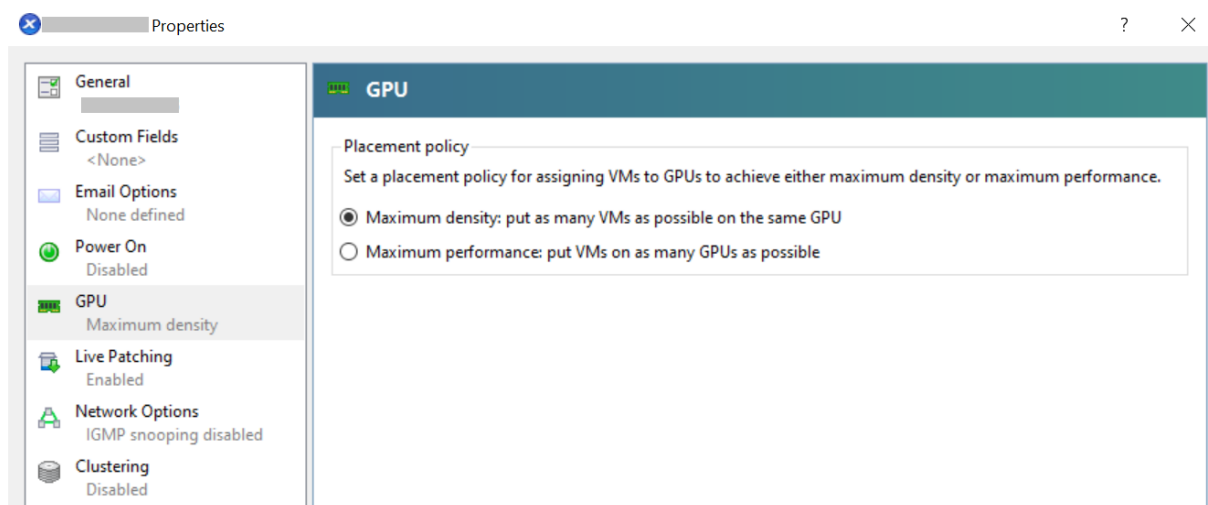 Properties
?
General
Custom Fields
<None>
Email Options
None defined
Power On
Disabled
GPU
Maximum density
Live Patching
Enabled
Network Options
IGMP snooping disabled
Clustering
Disabled
GPU
Placement policy
Set a placement policy for assigning VMs to GPUs to achieve either maximum density or maximum performance.
Maximum density: put as many VMs as possible on the same GPU
Maximum performance: put VMs on as many GPUs as possible